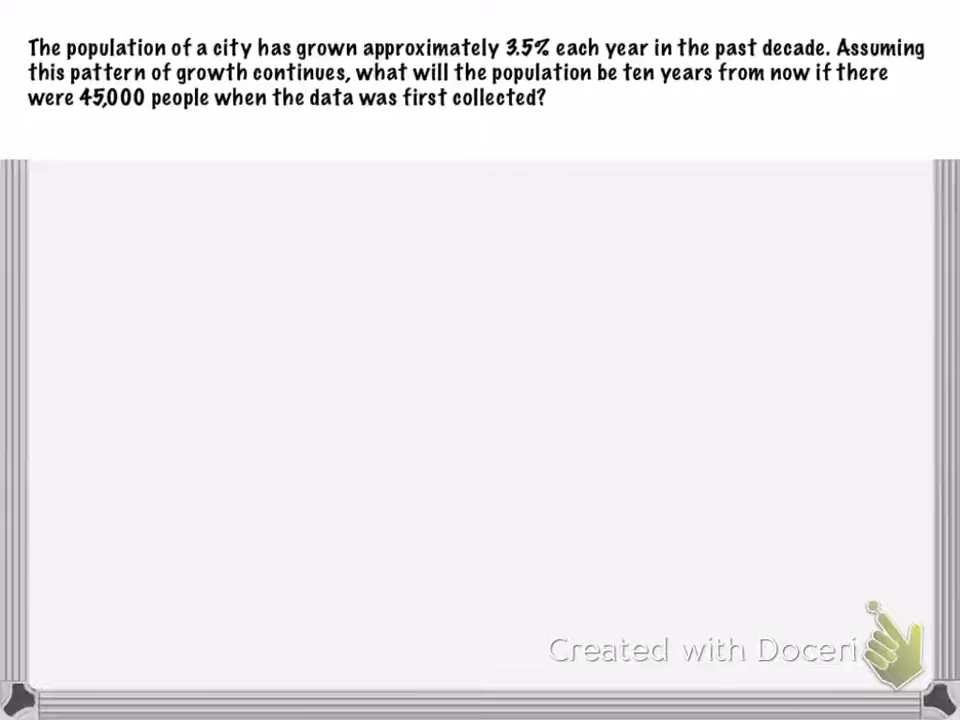 The population of a city has grown approximately 3.5% each year in the past decade. Assuming
this pattern of growth continues, what will the population be ten years from now if there
were 45,000 people when the data was first collected?
Created with Doceri